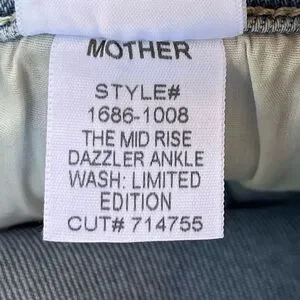 MOTHER
STYLE#
1686-1008
THE MID RISE
DAZZLER ANKLE
WASH: LIMITED
EDITION
CUT# 714755